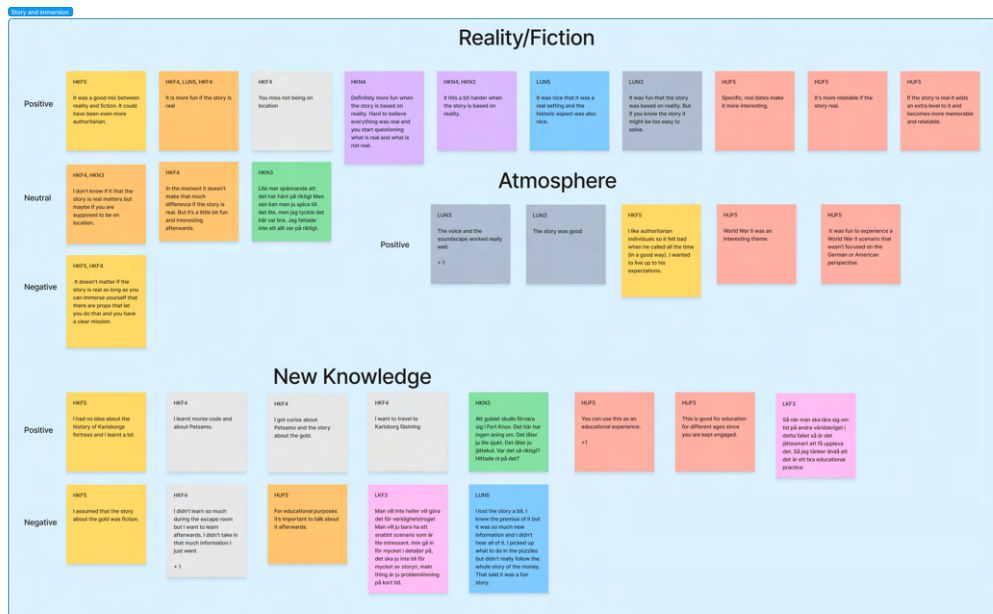 Story and immersion
Reality/Fiction
Positive
HKF5
It was a good mix between
reality and fiction. It could
have been even more
authoritarian.
HKF4, LUN5, HKF4
It is more fun if the story is
real
HKF4
You miss not being on
location
HKN4
Definitely more fun when
the story is based on
reality. Hard to believe
everything was real and
you start questioning
what is real and what is
not real.
HKN4, HKN3
It hits a bit harder when
the story is based on
reality.
LUN5
It was nice that it was a
real setting and the
historic aspect was also
nice.
LUN3
It was fun that the story
was based on reality. But
if you know the story it
might be too easy to
solve.
HUF5
Specific, real dates make
it more interesting.
HUF5
It's more relatable if the
story real.
HUF5
If the story is real it adds
an extra level to it and
becomes more memorable
and relatable.
Neutral
HKF4, HKN3
I don't know if it that the
story is real matters but
maybe if you are
supposed to be on
location.
HKF4
In the moment it doesn't
make that much
difference if the story is
real. But it's a little bit fun
and interesting
afterwards.
HKN3
Lite mer spännande att
det har hänt på riktigt! Men
sen kan man ju spica till
det lite, men jag tyckte det
här var bra. Jag fattade
inte att allt var på riktigt.
Negative
HKF5, HKF4
It doesn't matter if the
story is real as long as you
can immerse yourself that
there are props that let
you do that and you have
a clear mission.
Atmosphere
Positive
LUN3
The voice and the
soundscape worked really
well.
+ 1
LUN3
The story was good
HKF5
I like authoritarian
individuals so it felt bad
when he called all the time
(in a good way). I wanted
to live up to his
expectations.
HUF5
World War II was an
interesting theme.
HUF5
It was fun to experience a
World War II scenario that
wasn't focused on the
German or American
perspective.
New Knowledge
Positive
HKF5
I had no idea about the
history of Karlsborgs
fortress and I learnt a lot
HKF4
I learnt morse code and
about Petsamo.
HKF4
I got curios about
Petsamo and the story
about the gold.
HKF4
I want to travel to
Karlborg fästning
HKN3
Att guldet skulle förvara
sig i Fort Knox. Det här har
ingen aning om. Det låter
ju lite sjukt. Det låter ju
jättekul. Var det så riktigt?
Hittade ni på det?
HUF5
You can use this as an
educational experience.
+1
HUF5
This is good for education
for different ages since
you are kept engaged.
LKF3
Så när man ska lära sig om
tid på andra världskriget i
detta fallet så är det
jättesmart att få uppleva
det. Så jag tänker ändå att
det är ett bra educational
practice
Negative
HKF5
I assumed that the story
about the gold was fiction.
HKF4
I didn't learn so much
during the escape room
but I want to learn
afterwards. I didn't take in
that much information I
just went
+ 1
HUF5
For educational purposes
it's important to talk about
it afterwards.
LKF3
Man vill inte heller vill göra
det för verklighetstroget
Man vill ju bara ha ett
snabbt scenario som är
lite intressant. Inte gå in
för mycket i detaljer på,
det ska ju inte bli för
mycket av storyn, main
thing är ju problemlösning
på kort tid.
LUN5
I lost the story a bit. I
knew the premise of it but
it was so much new
information and I didn't
hear all of it. I picked up
what to do in the puzzles
but didn't really follow the
whole story of the money.
That said it was a fun
story.